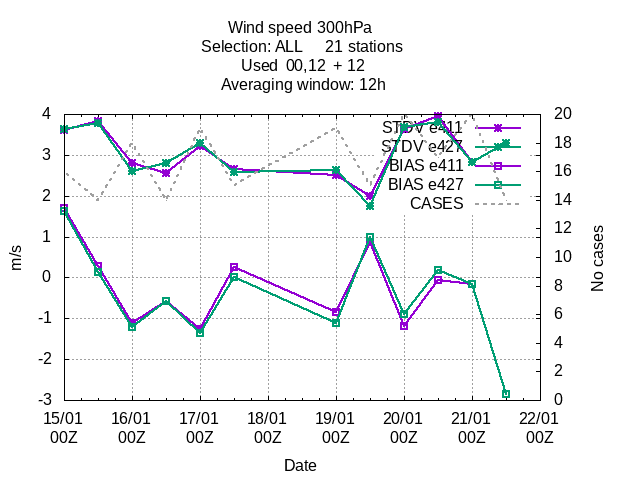 Wind speed 300hPa
Selection: ALL 21 stations
Used 00,12 + 12
Averaging window: 12h
STDV e411
STDV e427
BIAS e411
BIAS e427
CASES
4
3
2
1
0
-1
-2
-3
m/s
20
18
16
14
12
10
8
6
4
2
0
No cases
15/01 16/01 17/01 18/01 19/01 20/01 21/01 22/01
00Z 00Z 00Z 00Z 00Z 00Z 00Z 00Z
Date